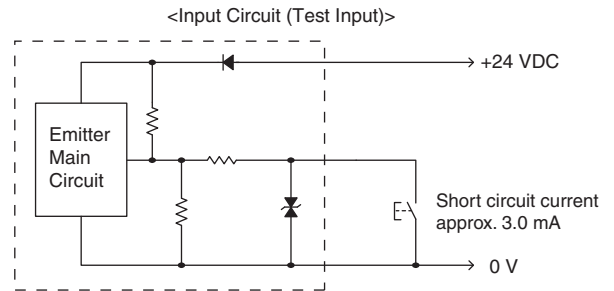 <Input Circuit (Test Input)>
+24 VDC
Emitter
Main
Circuit
Short circuit current
approx. 3.0 mA
0 V